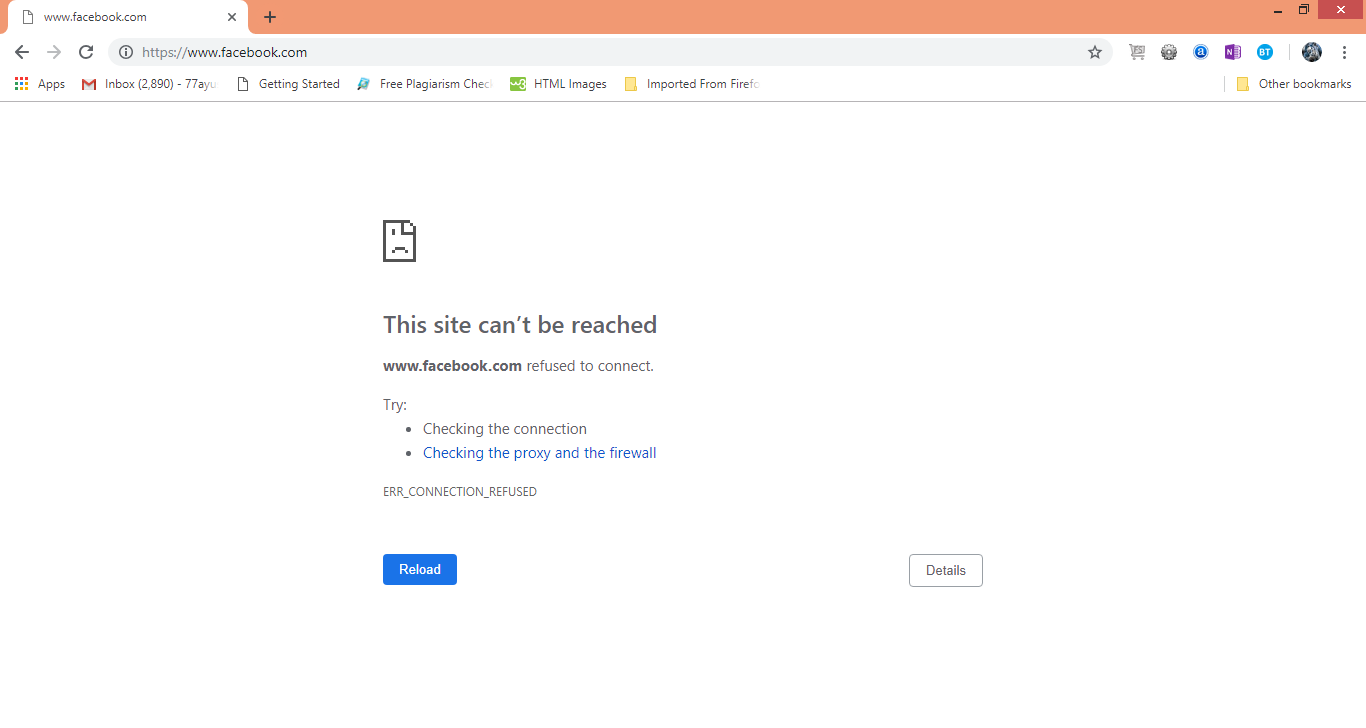 www.facebook.com
https://www.facebook.com
Apps
Inbox (2,890) - 77ayu
Getting Started
Free Plagiarism Chec
HTML Images
Imported From Firefo
Other bookmarks
This site can’t be reached
www.facebook.com refused to connect.
Try:
Checking the connection
Checking the proxy and the firewall
ERR_CONNECTION_REFUSED
Reload
Details